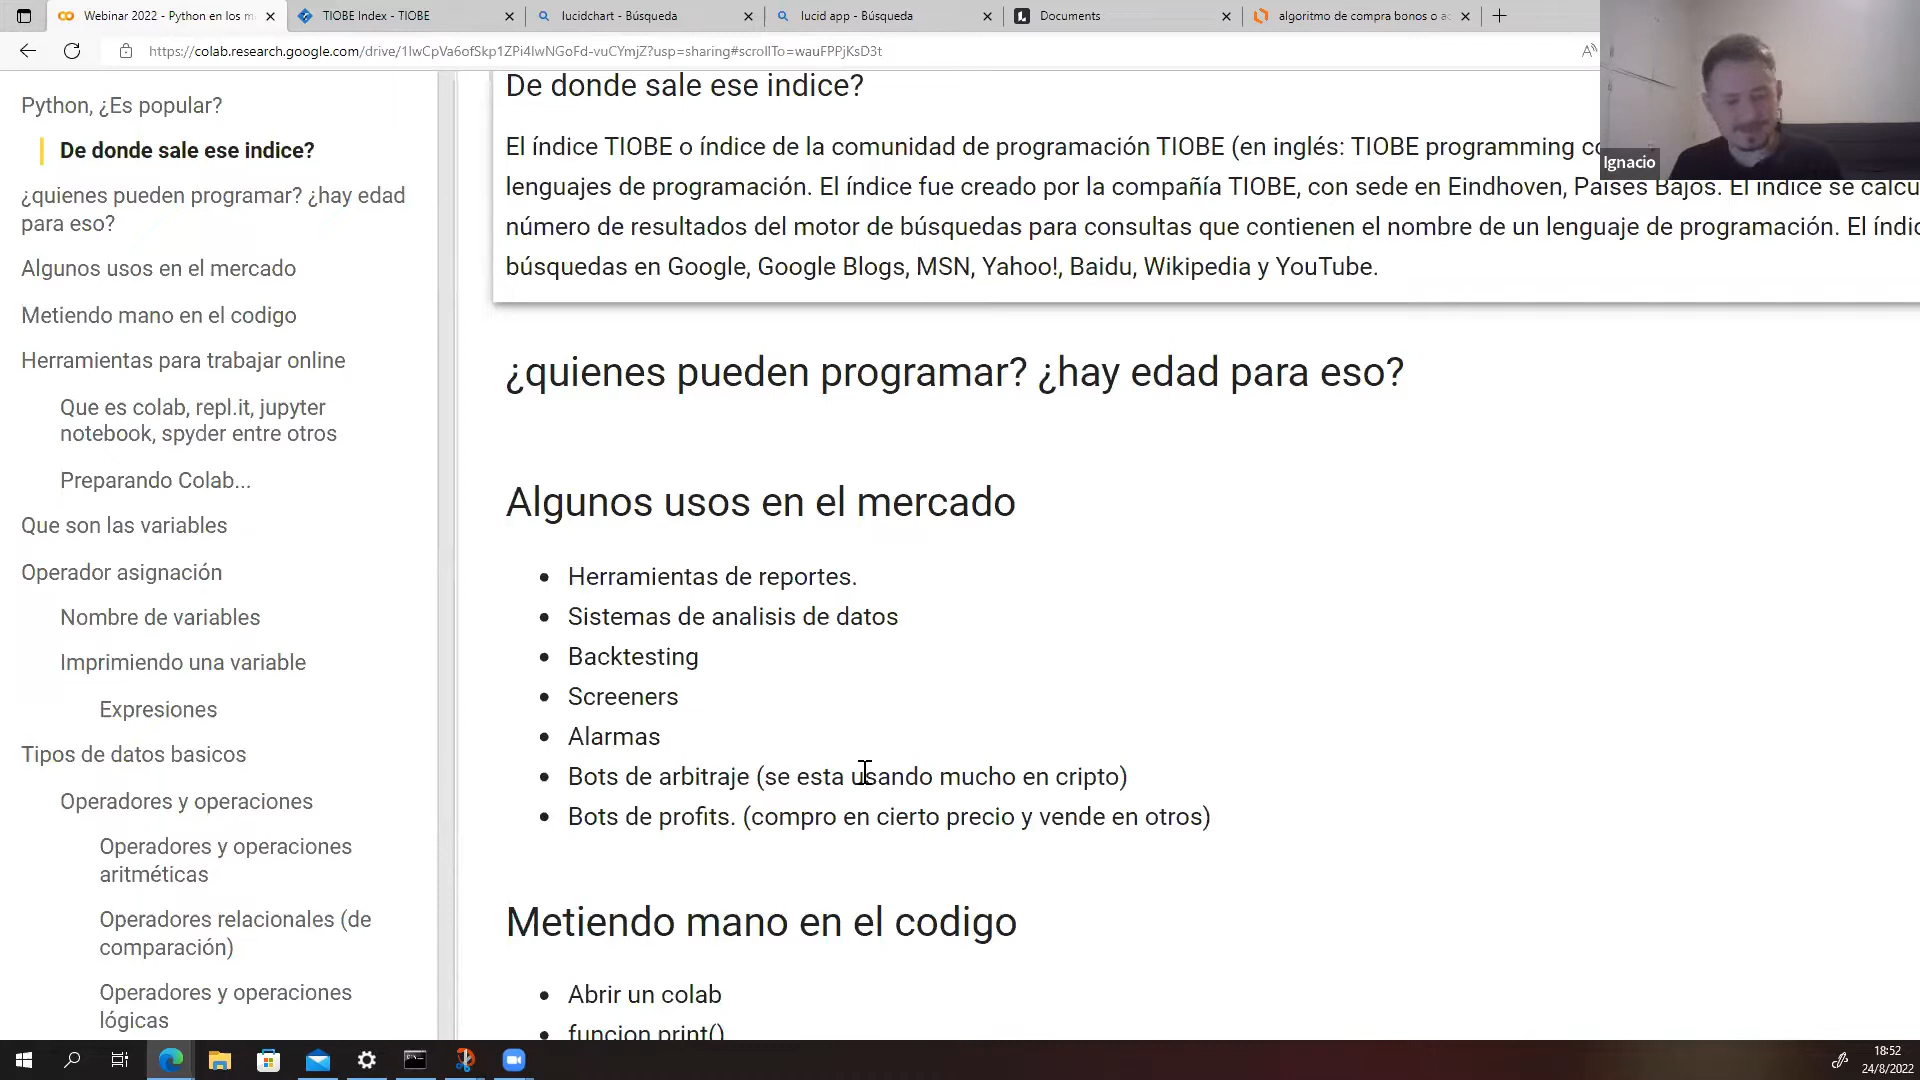 Webinar 2022 - Python en los m
TIOBE Index - TIOBE
lucidchart - Búsqueda
lucid app - Búsqueda
Documents
algoritmo de compra bonos o ac
https://colab.research.google.com/drive/1lwCpVa6ofSkp1ZPi4lwNGoFd-vuCYmjZ?usp=sharing#scrollTo=wauFPPjKsD3t
Ignacio
Python, ¿Es popular?
De donde sale ese indice?
¿quienes pueden programar? ¿hay edad
para eso?
Algunos usos en el mercado
Metiendo mano en el codigo
Herramientas para trabajar online
Que es colab, repl.it, jupyter
notebook, spyder entre otros
Preparando Colab...
Que son las variables
Operador asignación
Nombre de variables
Imprimiendo una variable
Expresiones
Tipos de datos basicos
Operadores y operaciones
Operadores y operaciones
aritméticas
Operadores relacionales (de
comparación)
Operadores y operaciones
lógicas
De donde sale ese indice?
El índice TIOBE o índice de la comunidad de programación TIOBE (en inglés: TIOBE programming co
lenguajes de programación. El índice fue creado por la compañía TIOBE, con sede en Eindhoven, Países Bajos. El índice se calcu
número de resultados del motor de búsquedas para consultas que contienen el nombre de un lenguaje de programación. El índic
búsquedas en Google, Google Blogs, MSN, Yahoo!, Baidu, Wikipedia y YouTube.
¿quienes pueden programar? ¿hay edad para eso?
Algunos usos en el mercado
Herramientas de reportes.
Sistemas de analisis de datos
Backtesting
Screeners
Alarmas
Bots de arbitraje (se esta usando mucho en cripto)
Bots de profits. (compro en cierto precio y vende en otros)
Metiendo mano en el codigo
Abrir un colab
funcion print()
18:52
24/8/2022